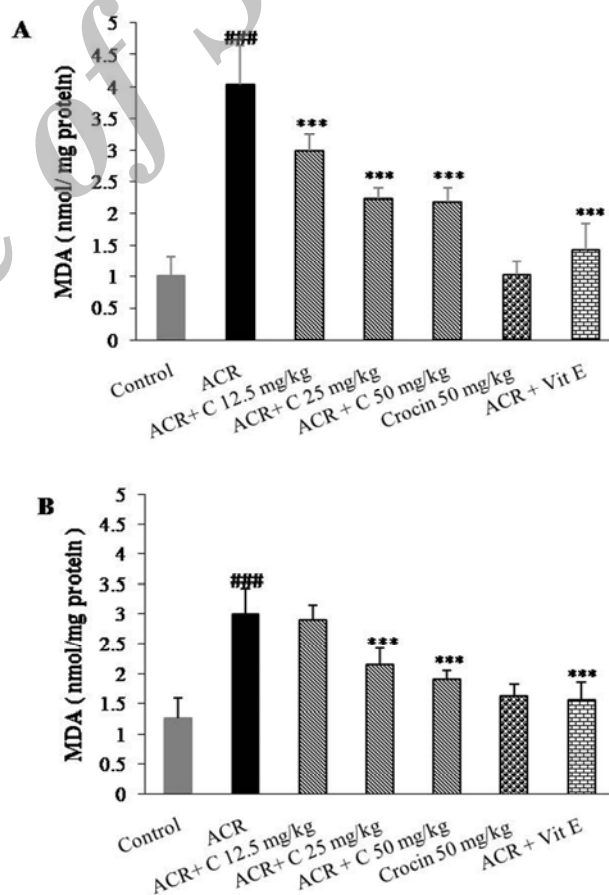 A
MDA ( nmol/ mg protein)
5
4.5
4
3.5
3
2.5
2
1.5
1
0.5
0
###
***
***
***
***
Control
ACR
ACR+ C 12.5 mg/kg
ACR+ C 25 mg/kg
ACR + C 50 mg/kg
Crocin 50 mg/kg
ACR + Vit E
B
MDA ( nmol/mg protein )
5
4.5
4
3.5
3
2.5
2
1.5
1
0.5
0
###
***
***
***
Control
ACR
ACR+ C 12.5 mg/kg
ACR+ C 25 mg/kg
ACR + C 50 mg/kg
Crocin 50 mg/kg
ACR + Vit E
of